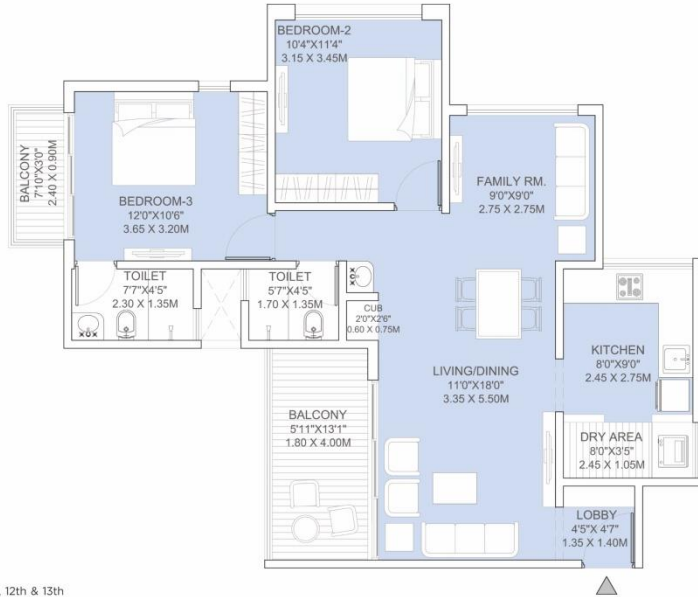 BEDROOM-2
10'4"X11'4"
3.15 X 3.45M
BALCONY
7'10"X3'0"
2.40 X 0.90M
BEDROOM-3
12'0"X10'6"
3.65 X 3.20M
FAMILY RM.
9'0"X9'0"
2.75 X 2.75M
TOILET
7'7"X4'5"
2.30 X 1.35M
TOILET
5'7"X4'5"
1.70 X 1.35M
CUB
2'0"X2'6"
0.60 X 0.75M
KITCHEN
8'0"X9'0"
2.45 X 2.75M
LIVING/DINING
11'0"X18'0"
3.35 X 5.50M
BALCONY
5'11"X13'1"
1.80 X 4.00M
DRY AREA
8'0"X3'5"
2.45 X 1.05M
LOBBY
4'5"X 4'7"
1.35 X 1.40M
, 12th & 13th